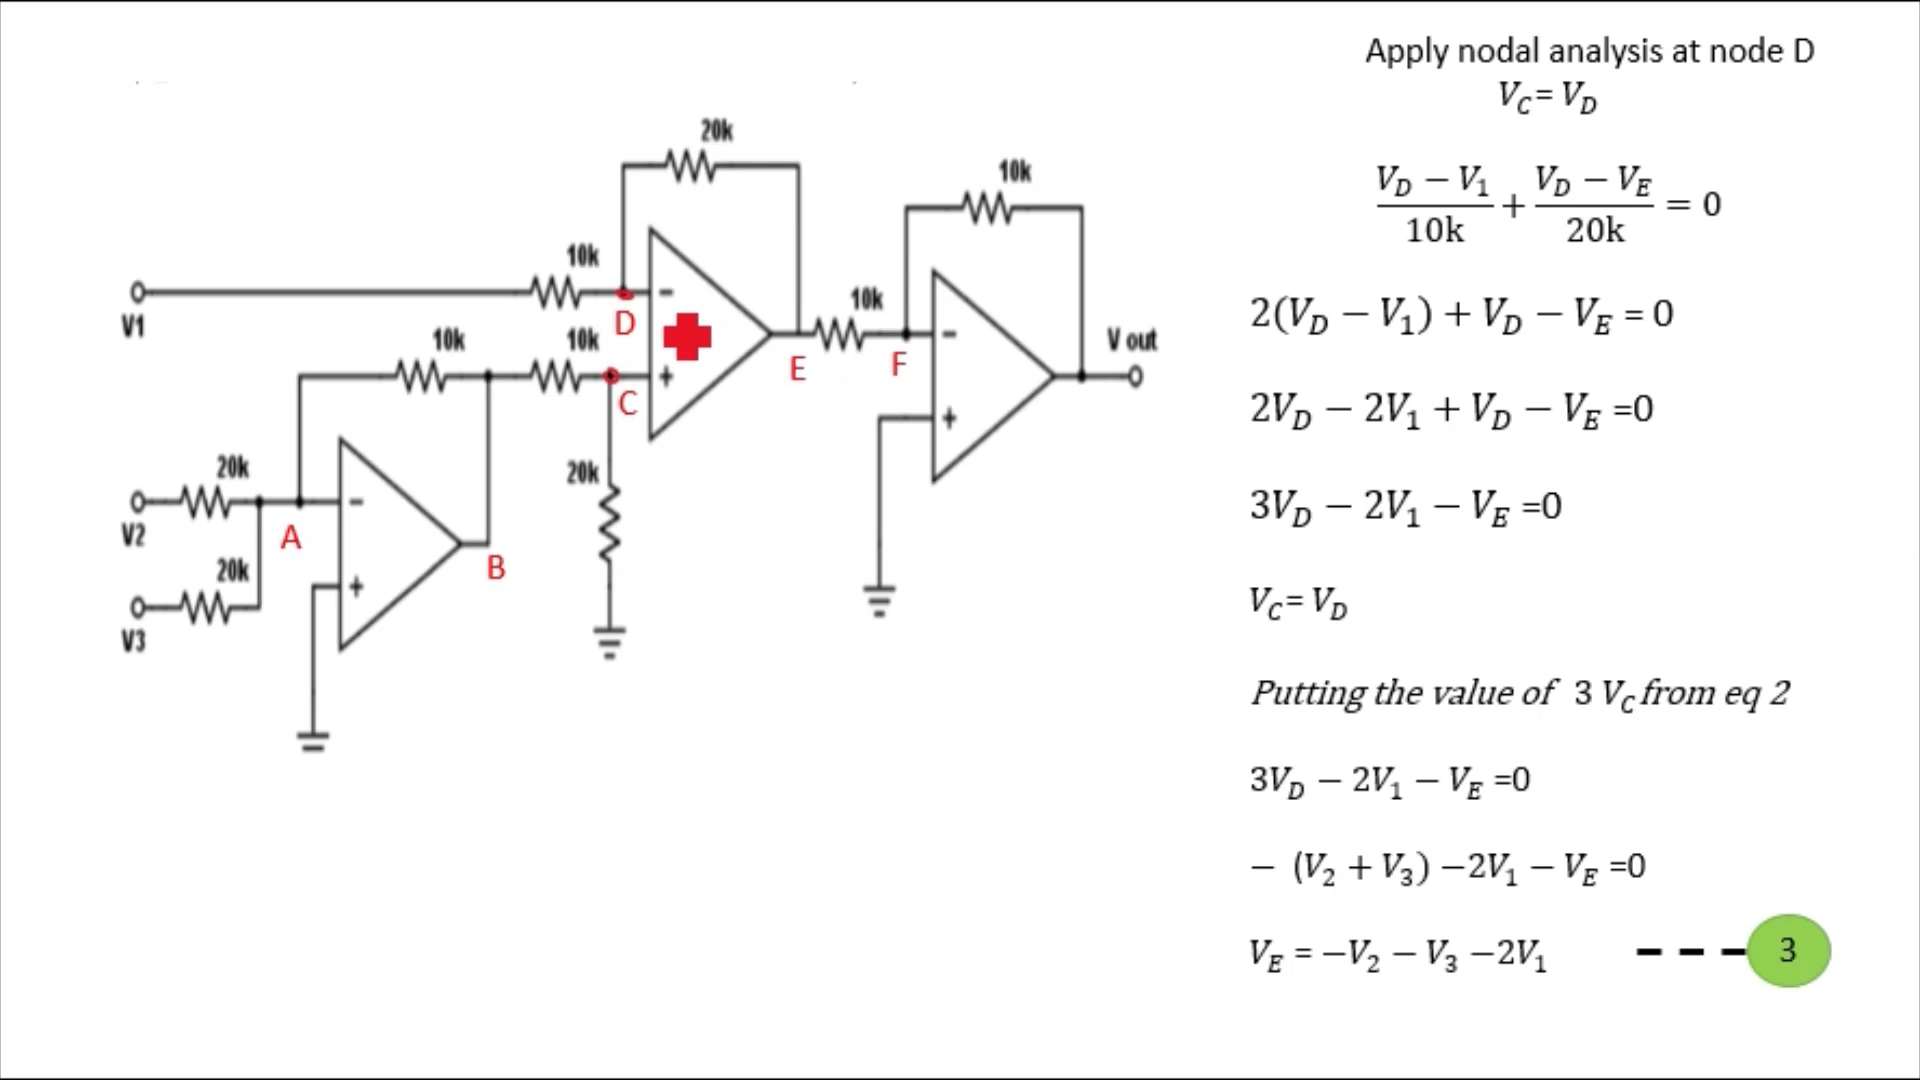 Apply nodal analysis at node D
V_C= V_D
(V_D − V_1)/10k + (V_D − V_E)/20k = 0
2(V_D − V_1) + V_D − V_E = 0
2V_D − 2V_1 + V_D − V_E =0
3V_D − 2V_1 − V_E =0
V_C= V_D
Putting the value of 3 V_C from eq 2
3V_D − 2V_1 − V_E =0
− (V_2 + V_3) −2V_1 − V_E =0
V_E = −V_2 − V_3 −2V_1 − − − 3
20k
10k
10k
V1
D
−
10k
10k
10k
C
+
E
F
−
V out
20k
V2
A
−
B
20k
+
20k
V3
+